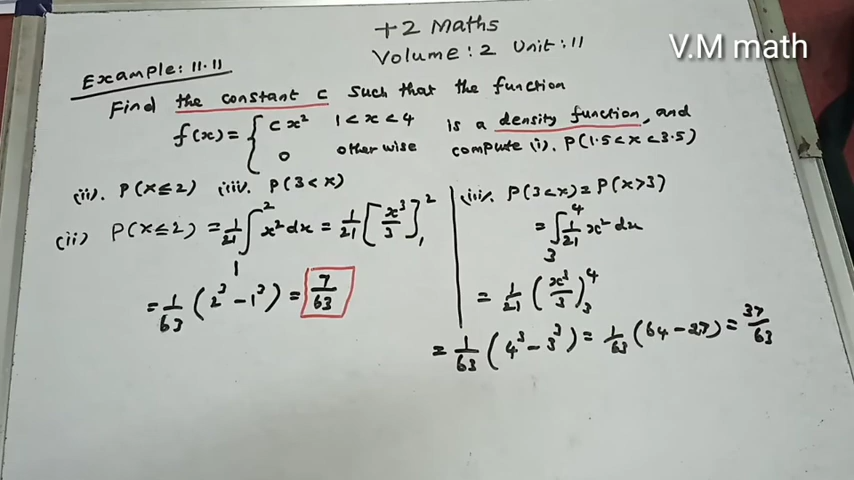 +2 Maths
Volume: 2 Unit: 11
V.M math
Example: 11.11
Find the constant c such that the function
f(x) = { cx² 1 < x < 4
0 otherwise
is a density function, and
compute (i). P(1.5 < x < 3.5)
(ii). P(x ≤ 2) (iii). P(3 < x)
(ii) P(x ≤ 2) = 1/21 ∫₁² x² dx = 1/21 [x³/3]₁²
= 1/63 (2³ − 1³) = 7/63
(iii). P(3 < x) = P(x > 3)
= ∫₃⁴ 1/21 x² dx
= 1/21 (x³/3)₃⁴
= 1/63 (4³ − 3³) = 1/63 (64 − 27) = 37/63